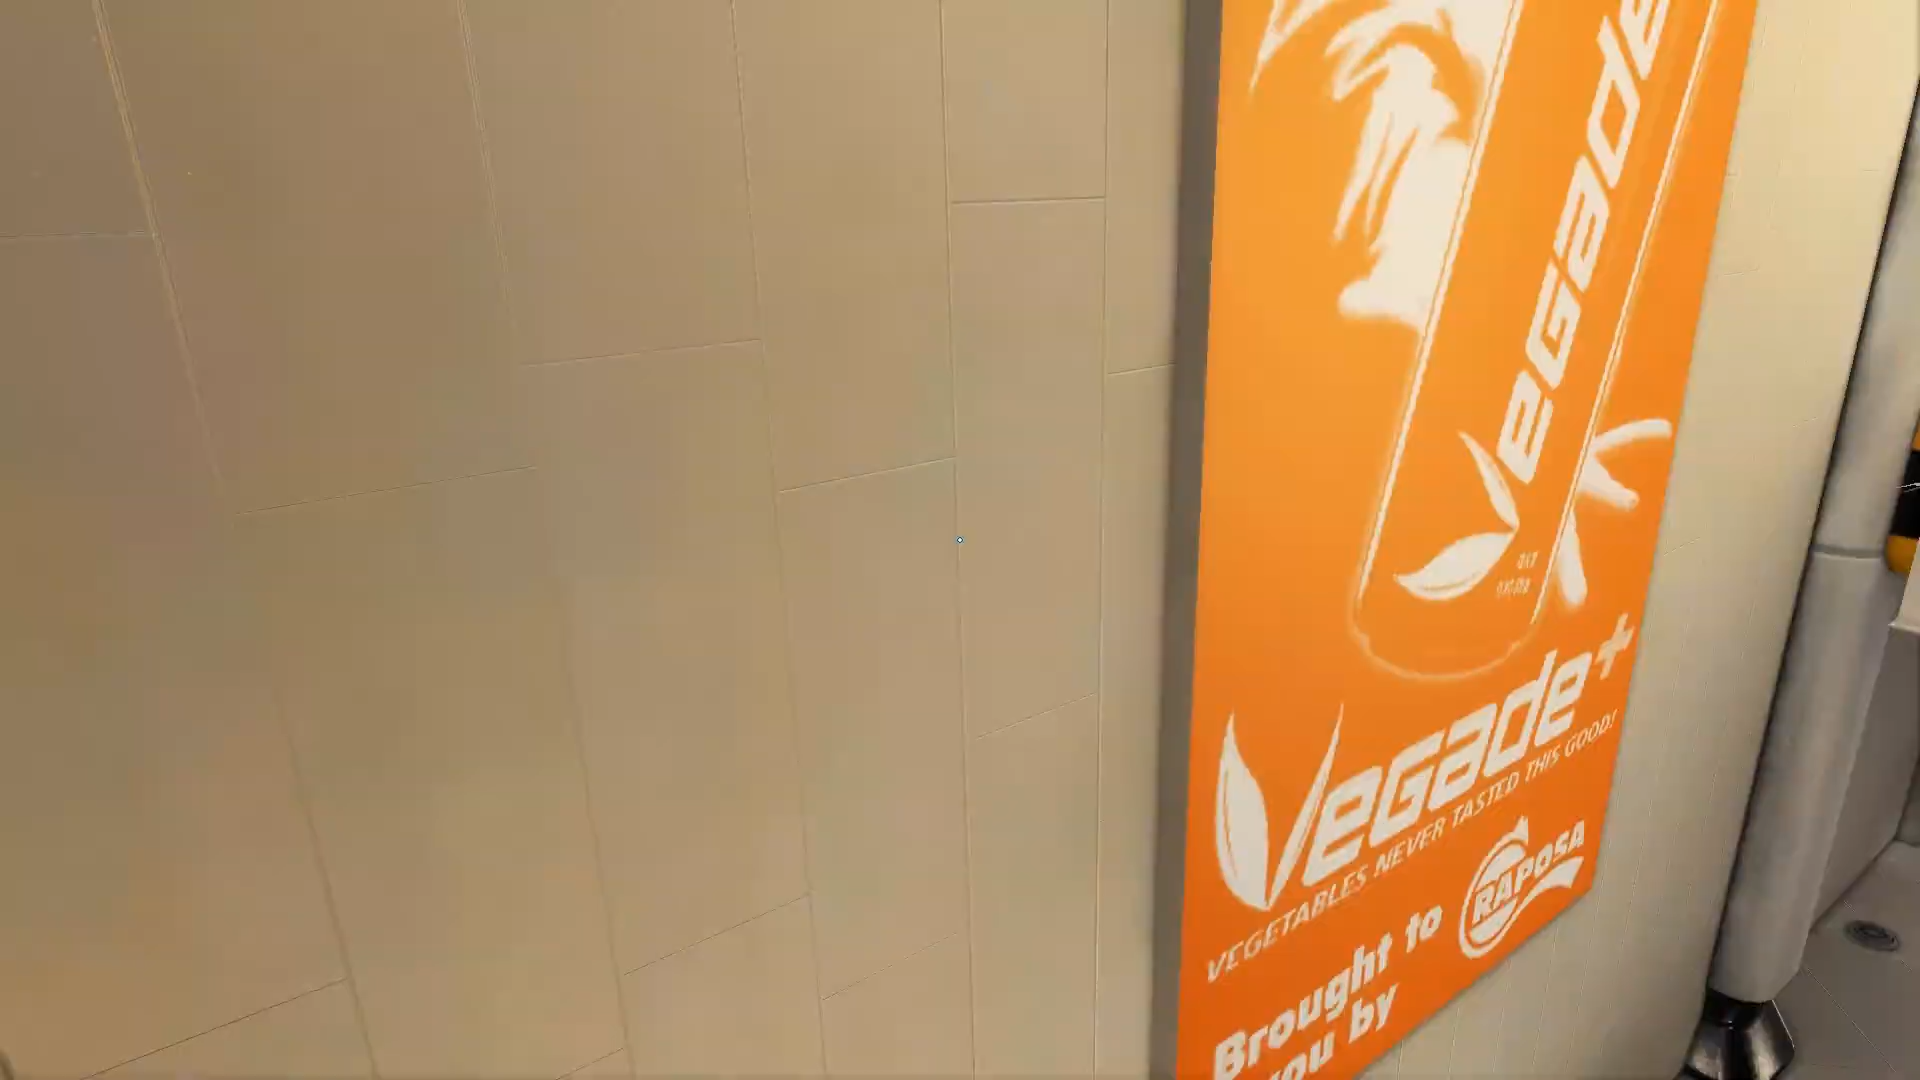 Vegade
Vegade+
VEGETABLES NEVER TASTED THIS GOOD!
RAPOSA
Brought to
you by